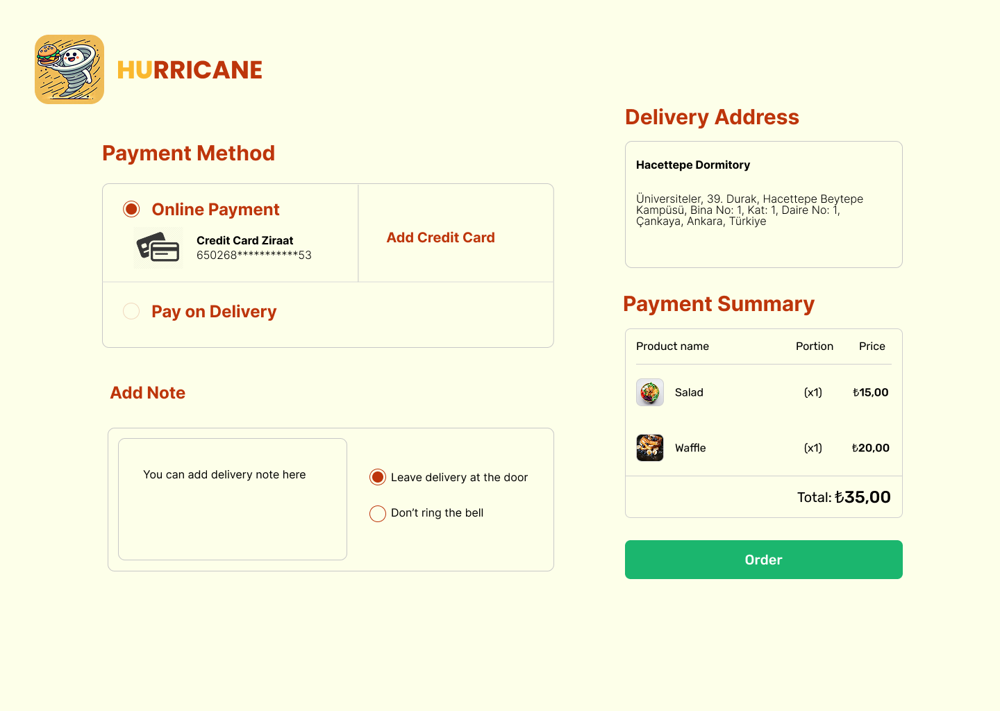 HURRICANE
Payment Method
Online Payment
Credit Card Ziraat
650268***********53
Add Credit Card
Pay on Delivery
Add Note
You can add delivery note here
Leave delivery at the door
Don’t ring the bell
Delivery Address
Hacettepe Dormitory
Üniversiteler, 39. Durak, Hacettepe Beytepe
Kampüsü, Bina No: 1, Kat: 1, Daire No: 1,
Çankaya, Ankara, Türkiye
Payment Summary
Product name Portion Price
Salad (x1) ₺15,00
Waffle (x1) ₺20,00
Total: ₺35,00
Order